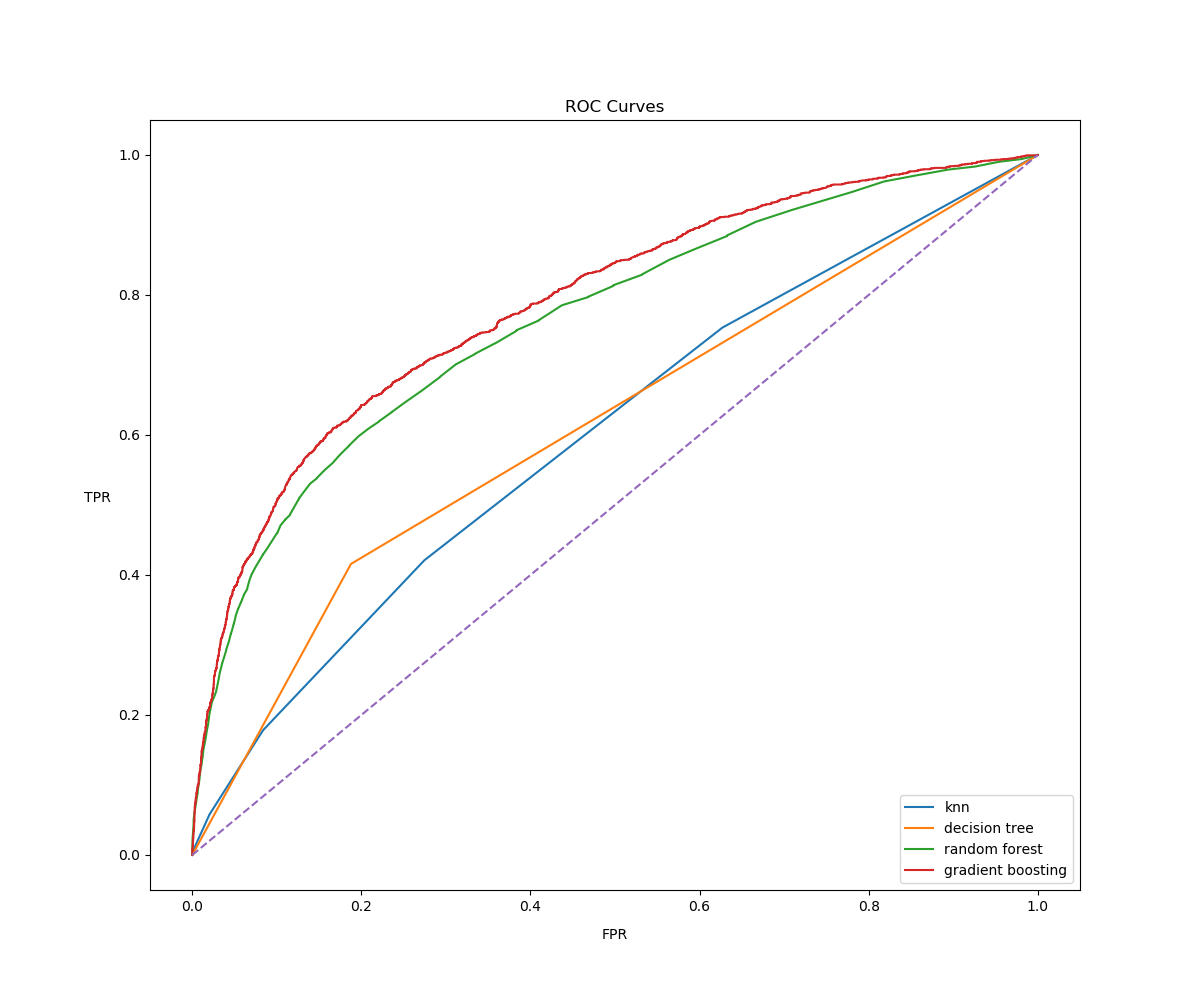 ROC Curves
1.0
0.8
0.6
TPR
0.4
0.2
0.0
knn
decision tree
random forest
gradient boosting
0.0 0.2 0.4 0.6 0.8 1.0
FPR